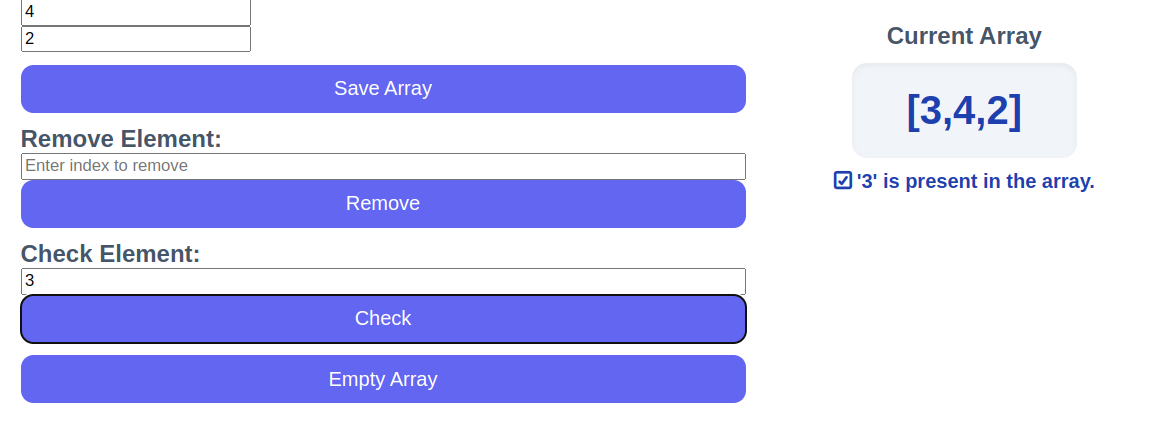 4
2
Save Array
Remove Element:
Enter index to remove
Remove
Check Element:
3
Check
Empty Array
Current Array
[3,4,2]
☑ '3' is present in the array.